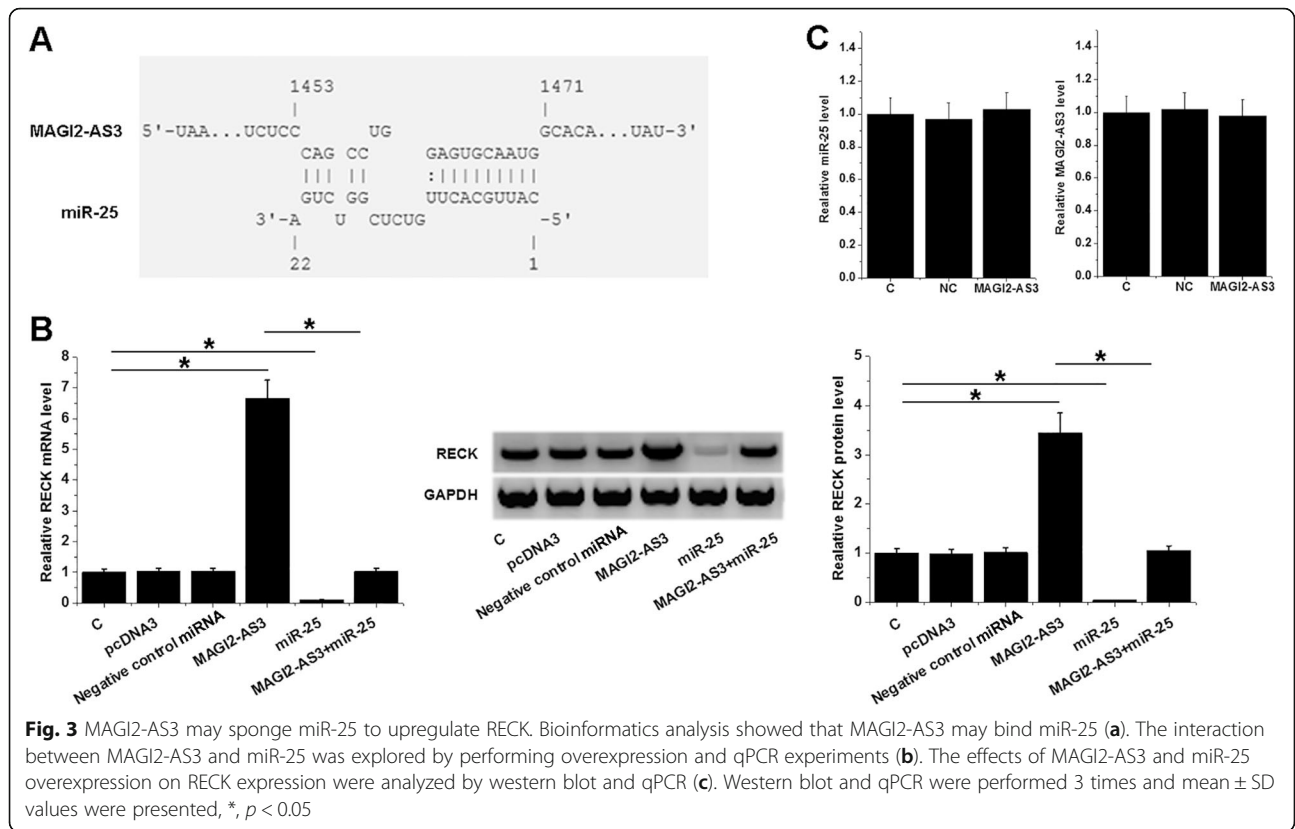 A
1453 1471
MAGI2-AS3 5'-UAA...UCUCC UG GCACA...UAU-3'
CAG CC GAGUGCAAUG
||| || :|||||||||
GUC GG UUCACGUUAC
miR-25 3'-A U CUCUG -5'
22 1
C
Realative miR-25 level
1.4
1.2
1.0
0.8
0.6
0.4
0.2
0.0
C NC MAGI2-AS3
Realative MAGI2-AS3 level
1.4
1.2
1.0
0.8
0.6
0.4
0.2
0.0
C NC MAGI2-AS3
B
Realative RECK mRNA level
8
7
6
5
4
3
2
1
0
*
*
*
C
pcDNA3
Negative control miRNA
MAGI2-AS3
miR-25
MAGI2-AS3+miR-25
RECK
GAPDH
C
pcDNA3
Negative control miRNA
MAGI2-AS3
miR-25
MAGI2-AS3+miR-25
Realative RECK protein level
5
4
3
2
1
0
*
*
*
C
pcDNA3
Negative control miRNA
MAGI2-AS3
miR-25
MAGI2-AS3+miR-25
Fig. 3 MAGI2-AS3 may sponge miR-25 to upregulate RECK. Bioinformatics analysis showed that MAGI2-AS3 may bind miR-25 (a). The interaction
between MAGI2-AS3 and miR-25 was explored by performing overexpression and qPCR experiments (b). The effects of MAGI2-AS3 and miR-25
overexpression on RECK expression were analyzed by western blot and qPCR (c). Western blot and qPCR were performed 3 times and mean ± SD
values were presented, *, p < 0.05